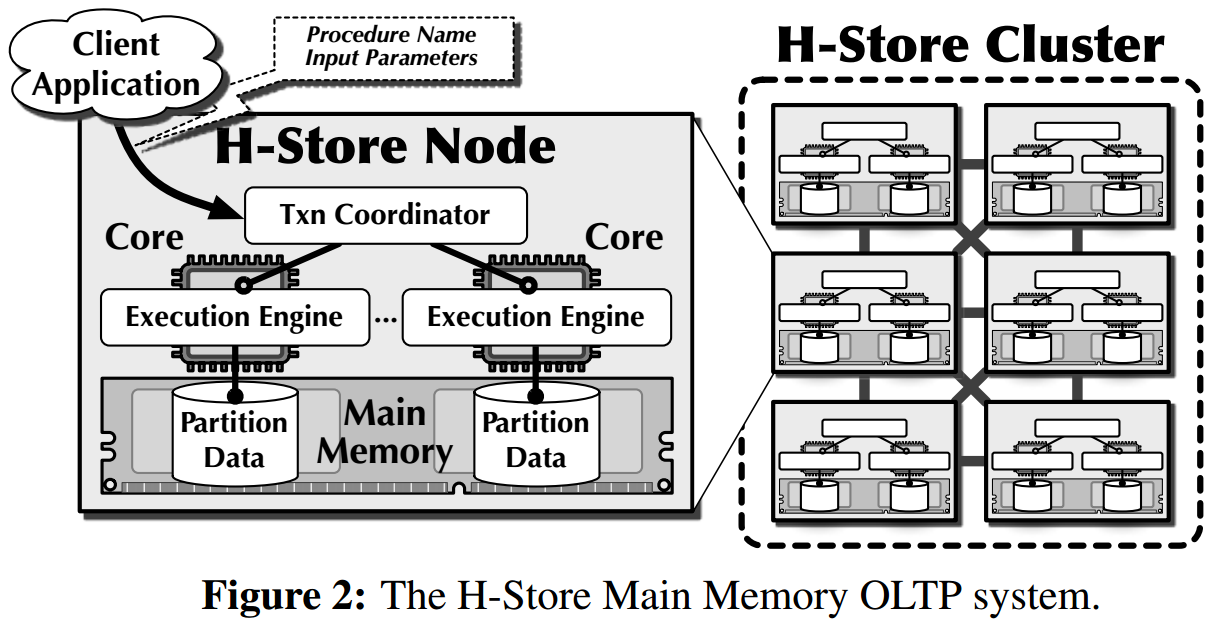 Client
Application
Procedure Name
Input Parameters
H-Store Cluster
H-Store Node
Txn Coordinator
Core
Core
Execution Engine
...
Execution Engine
Partition
Data
Main
Memory
Partition
Data
Figure 2: The H-Store Main Memory OLTP system.